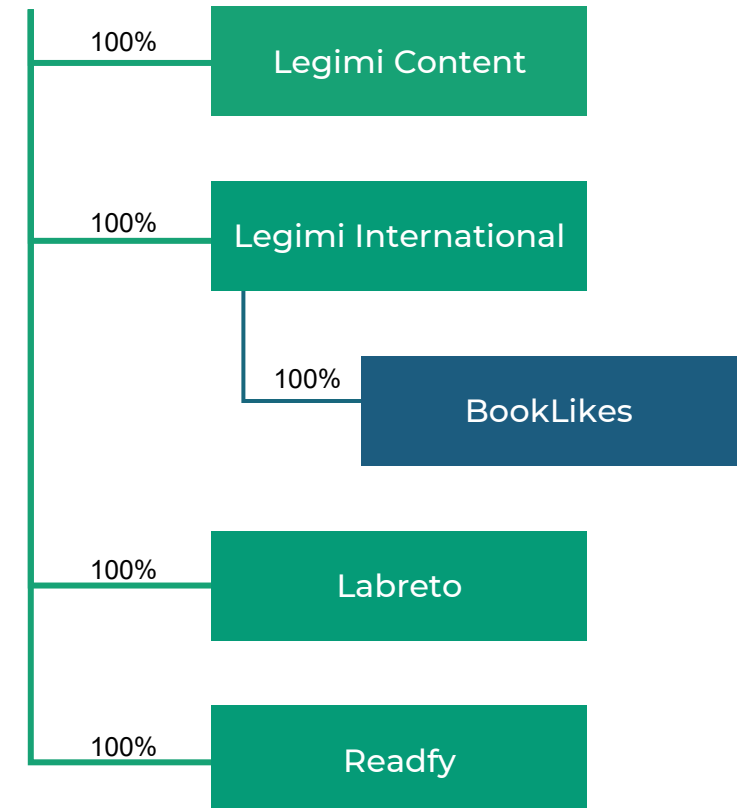 100%
Legimi Content
100%
Legimi International
100%
BookLikes
100%
Labreto
100%
Readfy